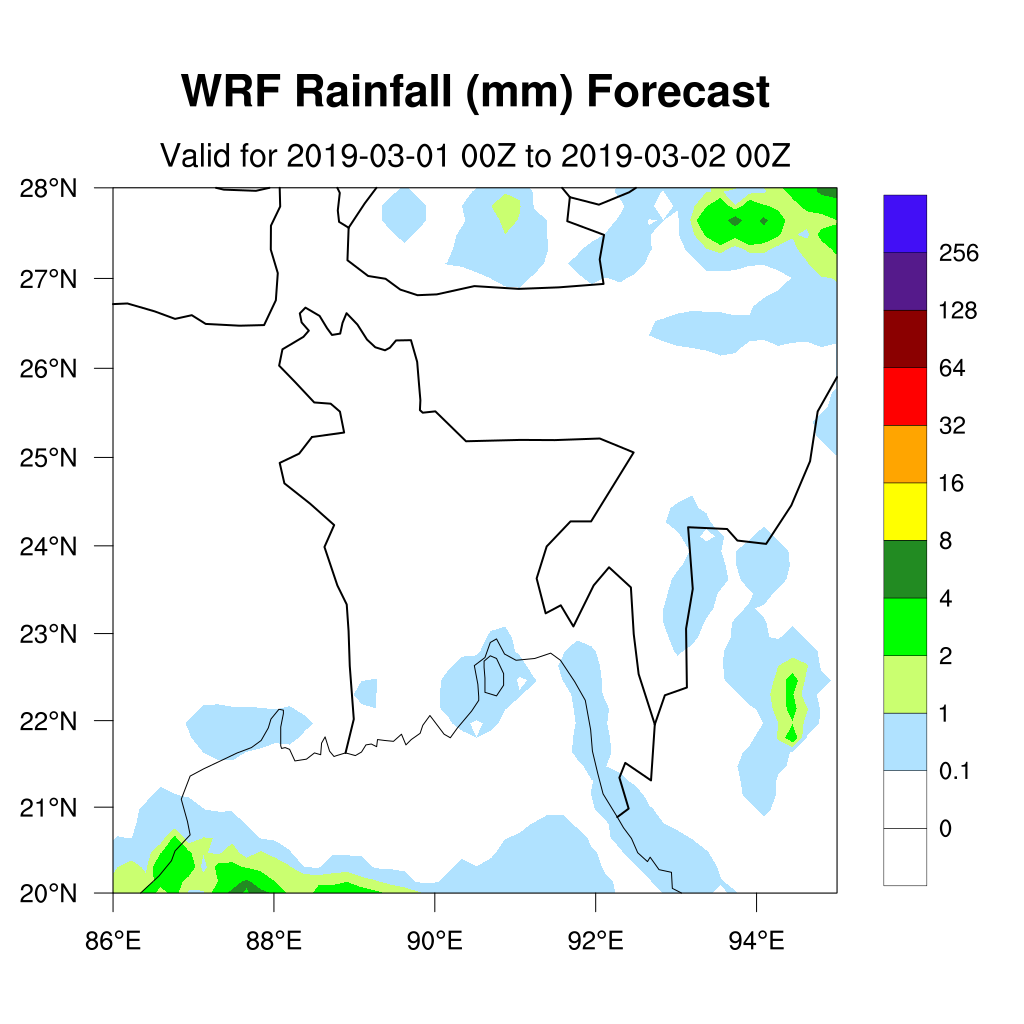 WRF Rainfall (mm) Forecast
Valid for 2019-03-01 00Z to 2019-03-02 00Z
28°N
27°N
26°N
25°N
24°N
23°N
22°N
21°N
20°N
86°E 88°E 90°E 92°E 94°E
256
128
64
32
16
8
4
2
1
0.1
0